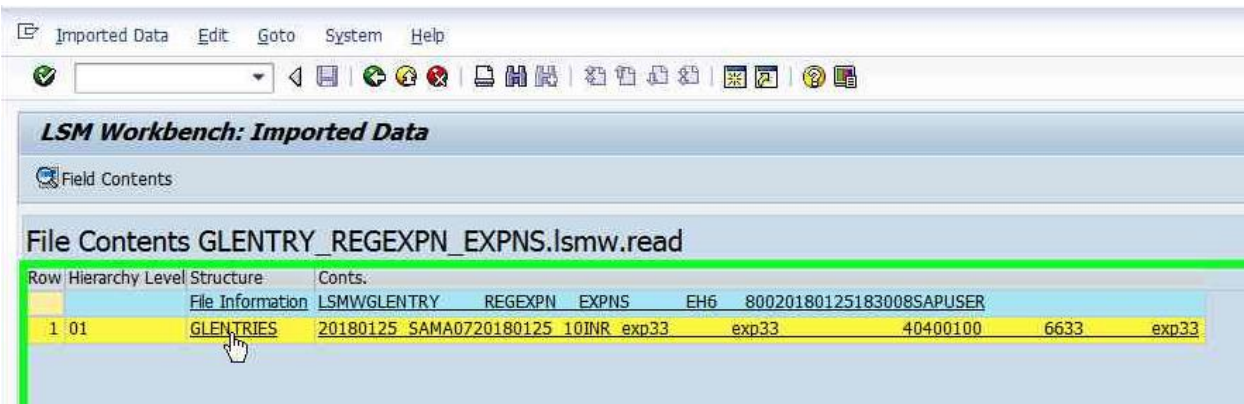 Imported Data Edit Goto System Help
LSM Workbench: Imported Data
Field Contents
File Contents GLENTRY_REGEXPN_EXPNS.lsmw.read
Row Hierarchy Level Structure Conts.
File Information LSMWGLENTRY REGEXPN EXPNS EH6 80020180125183008SAPUSER
1 01 GLENTRIES 20180125 SAMA0720180125 10INR exp33 exp33 40400100 6633 exp33